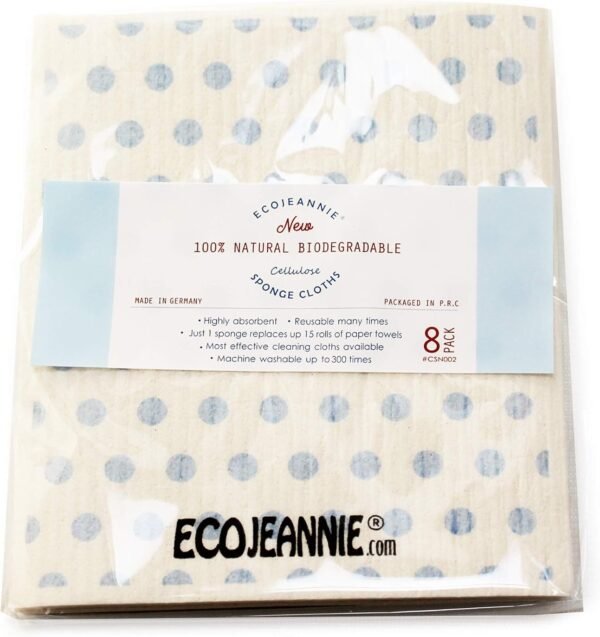 ECOJEANNIE®
New
100% NATURAL BIODEGRADABLE
Cellulose
SPONGE CLOTHS
MADE IN GERMANY
PACKAGED IN P.R.C
• Highly absorbent • Reusable many times
• Just 1 sponge replaces up 15 rolls of paper towels
• Most effective cleaning cloths available
• Machine washable up to 300 times
8 PACK
#CSN002
ECOJEANNIE®.com